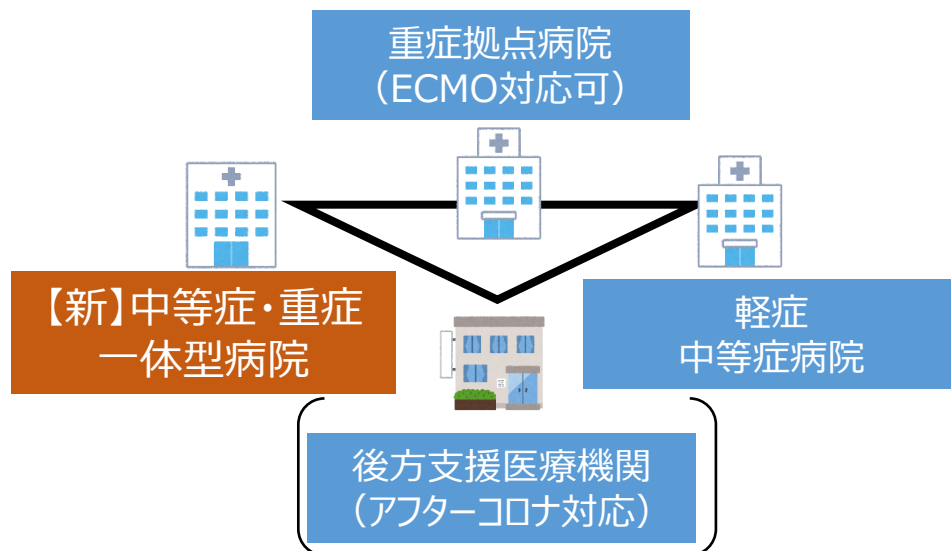 重症拠点病院
（ECMO対応可）
【新】中等症・重症
一体型病院
軽症
中等症病院
後方支援医療機関
（アフターコロナ対応）